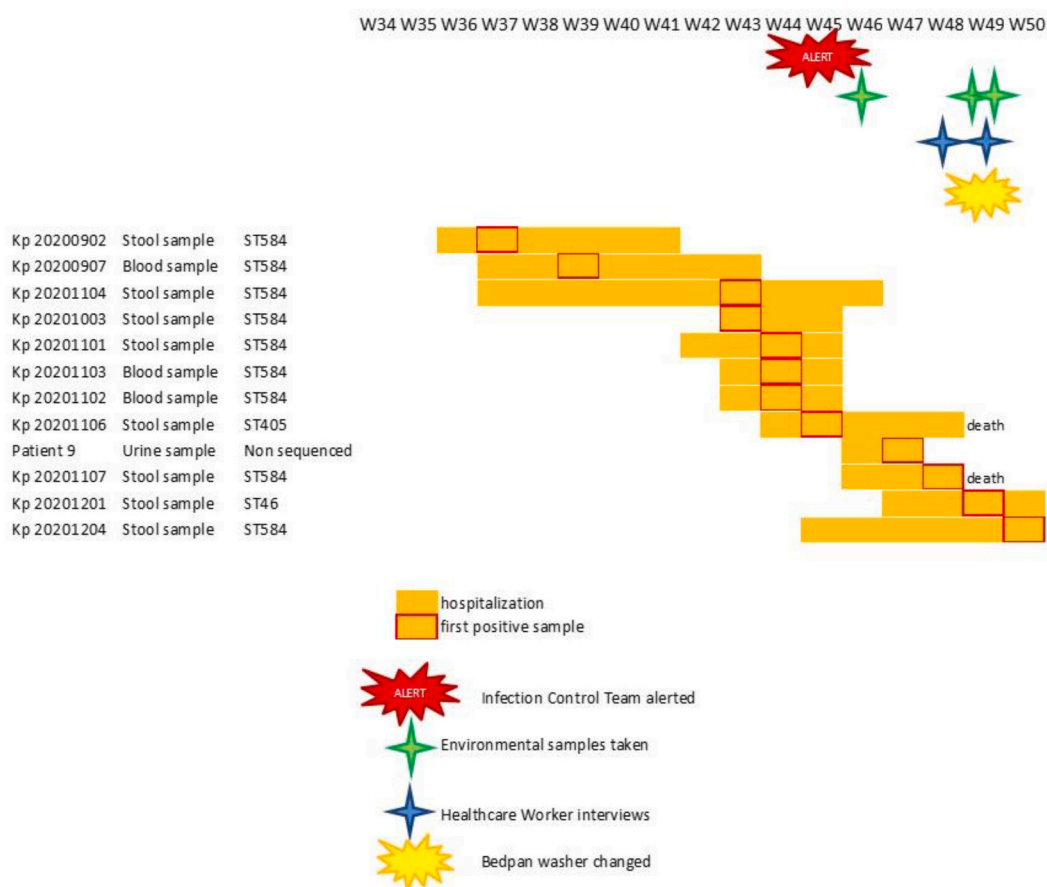 W34 W35 W36 W37 W38 W39 W40 W41 W42 W43 W44 W45 W46 W47 W48 W49 W50
ALERT
Kp 20200902 Stool sample ST584
Kp 20200907 Blood sample ST584
Kp 20201104 Stool sample ST584
Kp 20201003 Stool sample ST584
Kp 20201101 Stool sample ST584
Kp 20201103 Blood sample ST584
Kp 20201102 Blood sample ST584
Kp 20201106 Stool sample ST405 death
Patient 9 Urine sample Non sequenced
Kp 20201107 Stool sample ST584 death
Kp 20201201 Stool sample ST46
Kp 20201204 Stool sample ST584
hospitalization
first positive sample
ALERT Infection Control Team alerted
Environmental samples taken
Healthcare Worker interviews
Bedpan washer changed